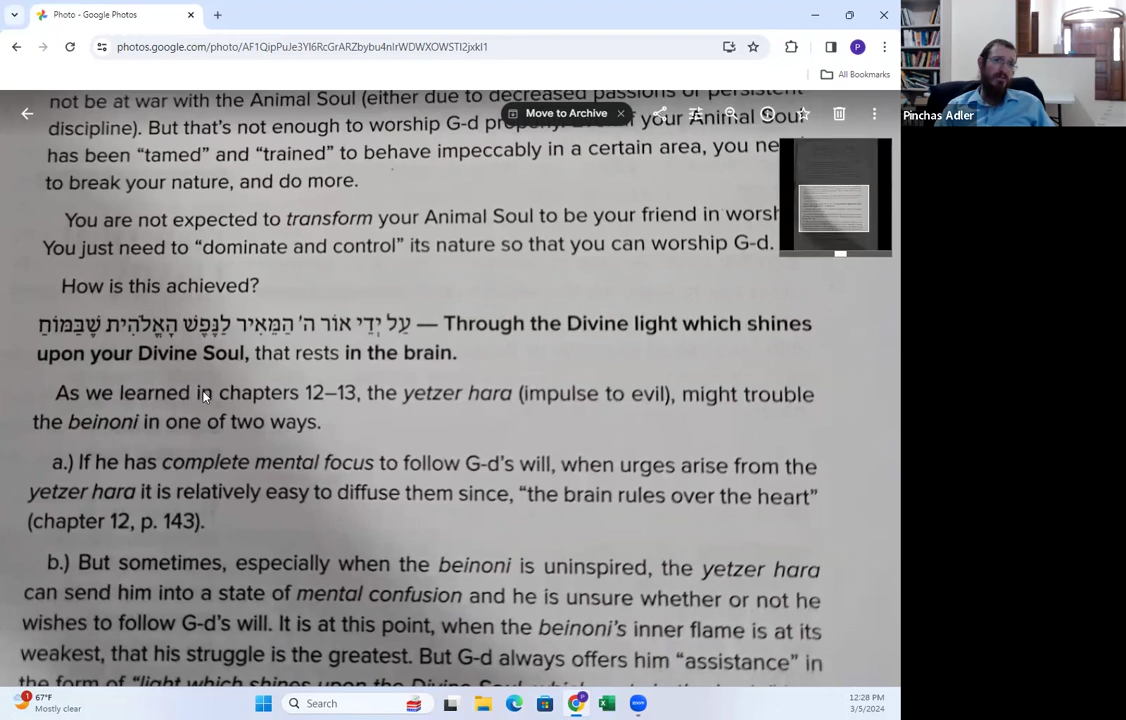 Photo - Google Photos
photos.google.com/photo/AF1QipPuJe3YI6RcGrARZbybu4nIrWDWXOWSTI2jxkI1
P
All Bookmarks
Pinchas Adler
not be at war with the Animal Soul (either due to decreased passions or persistent
Move to Archive
discipline). But that’s not enough to worship G-d your Animal Soul
has been “tamed” and “trained” to behave impeccably in a certain area, you ne
to break your nature, and do more.
You are not expected to transform your Animal Soul to be your friend in worsh
You just need to “dominate and control” its nature so that you can worship G-d.
How is this achieved?
עַל יְדֵי אוֹר ה' הַמֵּאִיר לַנֶּפֶשׁ הָאֱלֹהִית שֶׁבַּמּוֹחַ — Through the Divine light which shines
upon your Divine Soul, that rests in the brain.
As we learned in chapters 12–13, the yetzer hara (impulse to evil), might trouble
the beinoni in one of two ways.
a.) If he has complete mental focus to follow G-d’s will, when urges arise from the
yetzer hara it is relatively easy to diffuse them since, “the brain rules over the heart”
(chapter 12, p. 143).
b.) But sometimes, especially when the beinoni is uninspired, the yetzer hara
can send him into a state of mental confusion and he is unsure whether or not he
wishes to follow G-d’s will. It is at this point, when the beinoni’s inner flame is at its
weakest, that his struggle is the greatest. But G-d always offers him “assistance” in
the form of “light which shines upon the Divine Soul,
1
67°F
Mostly clear
Search
12:28 PM
3/5/2024